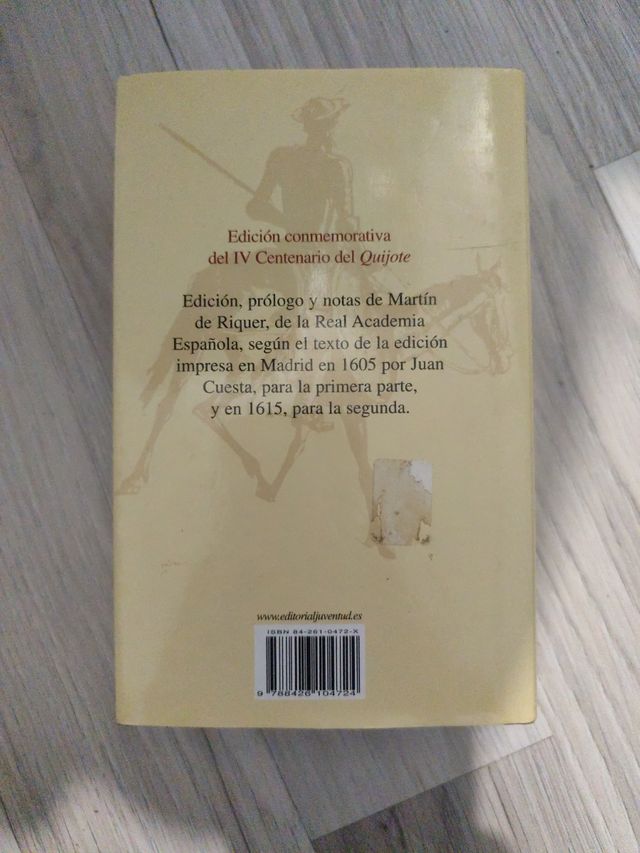 Edición conmemorativa
del IV Centenario del Quijote
Edición, prólogo y notas de Martín
de Riquer, de la Real Academia
Española, según el texto de la edición
impresa en Madrid en 1605 por Juan
Cuesta, para la primera parte,
y en 1615, para la segunda.
www.editorialjuventud.es
ISBN 84-261-0472-X
9 788426 104724